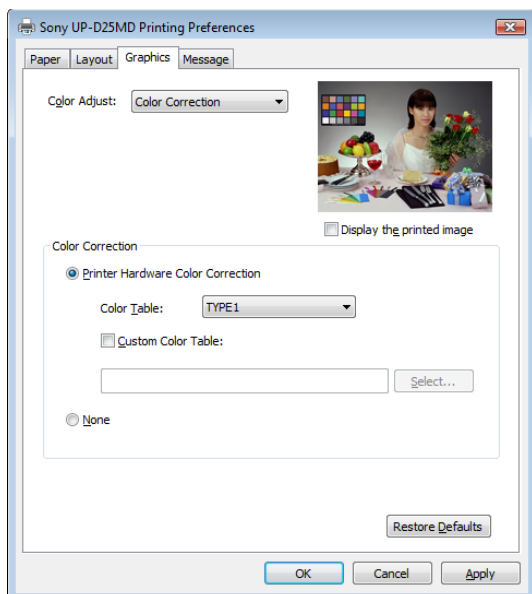 Sony UP-D25MD Printing Preferences
Paper Layout Graphics Message
Color Adjust: Color Correction
Display the printed image
Color Correction
Printer Hardware Color Correction
Color Table: TYPE1
Custom Color Table:
Select...
None
Restore Defaults
OK Cancel Apply